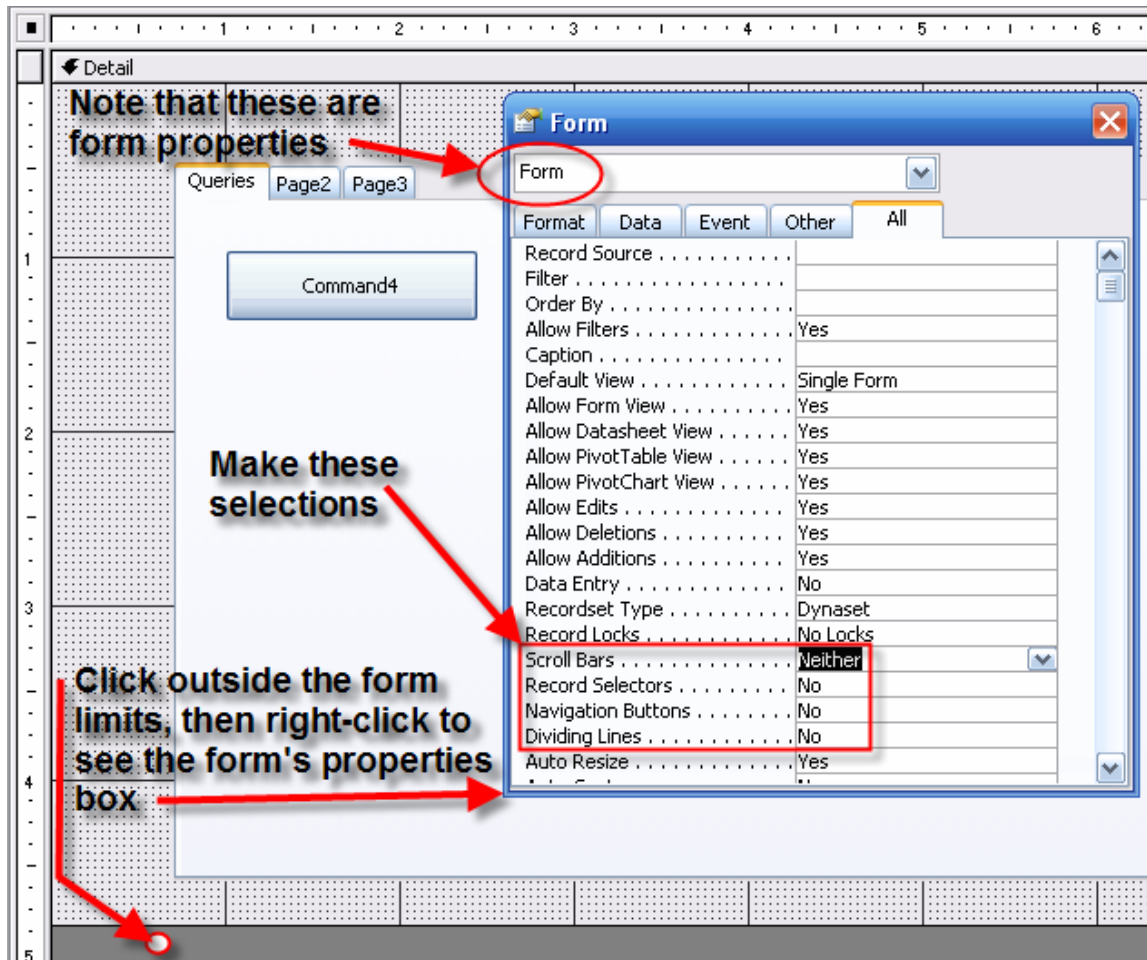 1 2 3 4 5 6
Detail
Note that these are
form properties
Queries Page2 Page3
Command4
Form
Form
Format Data Event Other All
Record Source . . . . . . . . . . .
Filter . . . . . . . . . . . . . . . . . .
Order By . . . . . . . . . . . . . . .
Allow Filters . . . . . . . . . . . . . Yes
Caption . . . . . . . . . . . . . . . .
Default View . . . . . . . . . . . . Single Form
Allow Form View . . . . . . . . . . Yes
Allow Datasheet View . . . . . . Yes
Allow PivotTable View . . . . . . Yes
Allow PivotChart View . . . . . . Yes
Allow Edits . . . . . . . . . . . . . Yes
Allow Deletions . . . . . . . . . . Yes
Allow Additions . . . . . . . . . . Yes
Data Entry . . . . . . . . . . . . . No
Recordset Type . . . . . . . . . . Dynaset
Record Locks . . . . . . . . . . . . No Locks
Scroll Bars . . . . . . . . . . . . . Neither
Record Selectors . . . . . . . . . No
Navigation Buttons . . . . . . . . No
Dividing Lines . . . . . . . . . . . . No
Auto Resize . . . . . . . . . . . . . Yes
Make these
selections
Click outside the form
limits, then right-click to
see the form's properties
box
1
2
3
4
5